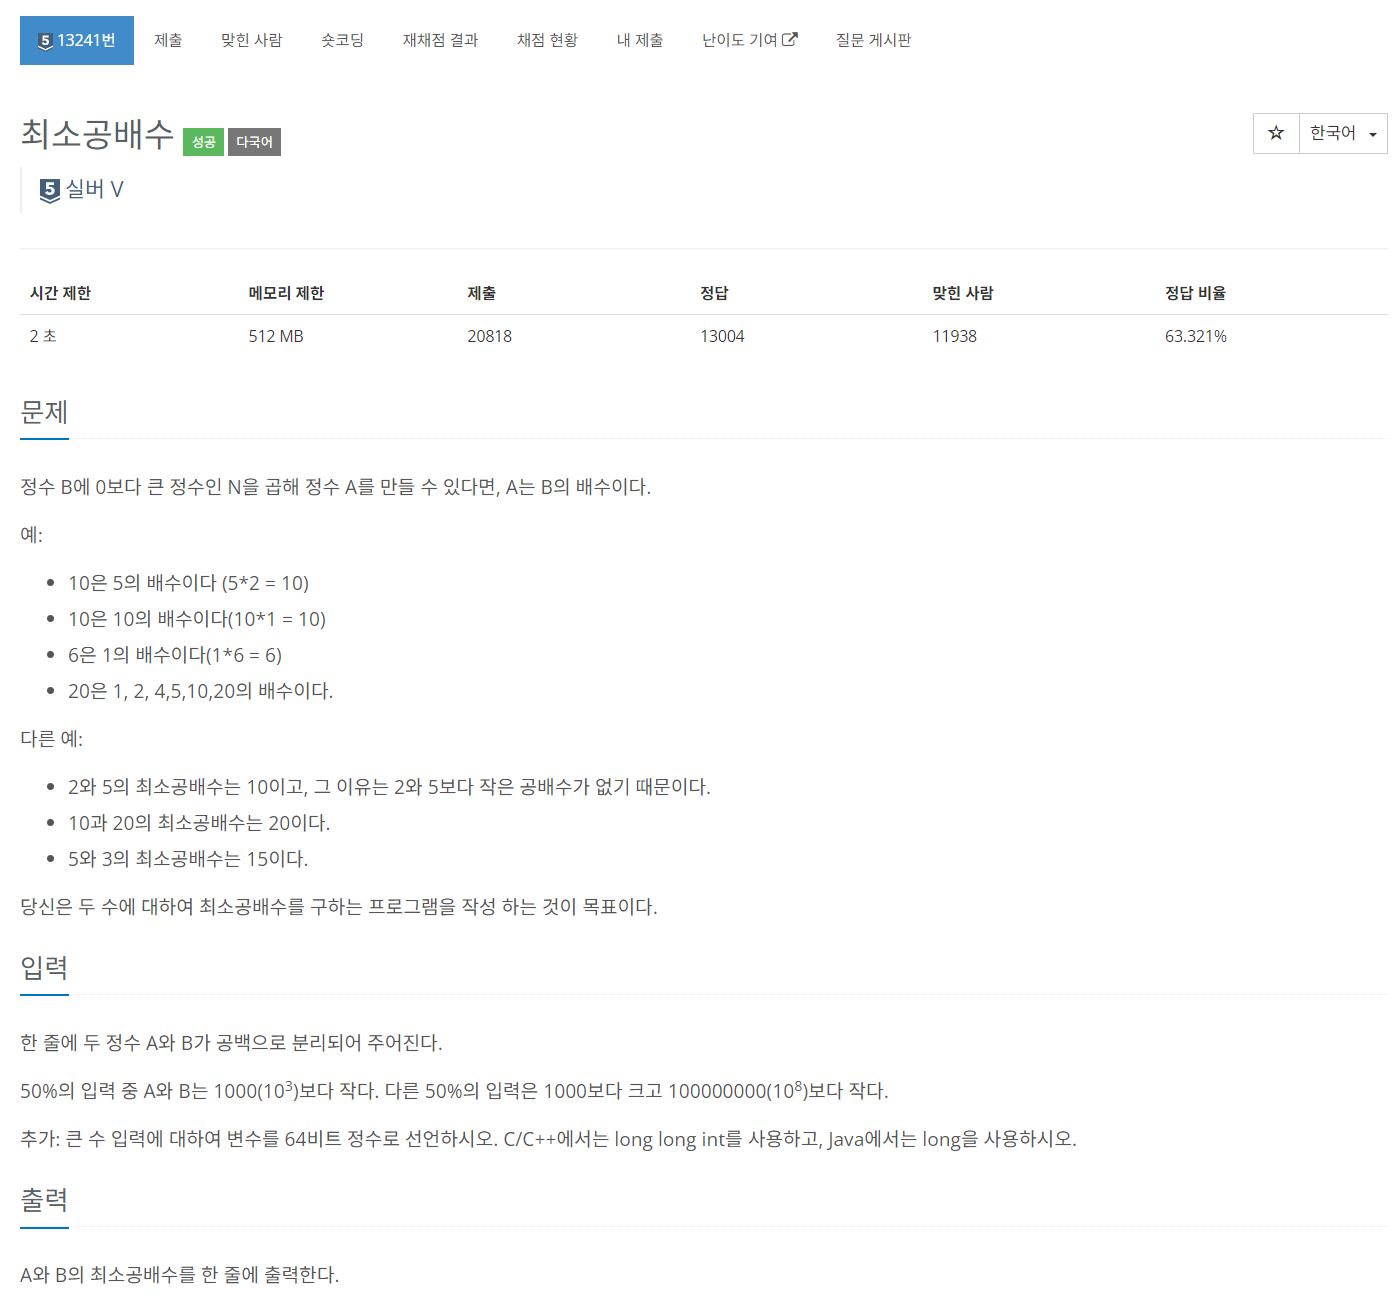 5 13241번 제출 맞힌 사람 숏코딩 재채점 결과 채점 현황 내 제출 난이도 기여 질문 게시판
최소공배수 성공 다국어 ☆ 한국어
5 실버 V
시간 제한 메모리 제한 제출 정답 맞힌 사람 정답 비율
2 초 512 MB 20818 13004 11938 63.321%
문제
정수 B에 0보다 큰 정수인 N을 곱해 정수 A를 만들 수 있다면, A는 B의 배수이다.
예:
• 10은 5의 배수이다 (5*2 = 10)
• 10은 10의 배수이다(10*1 = 10)
• 6은 1의 배수이다(1*6 = 6)
• 20은 1, 2, 4,5,10,20의 배수이다.
다른 예:
• 2와 5의 최소공배수는 10이고, 그 이유는 2와 5보다 작은 공배수가 없기 때문이다.
• 10과 20의 최소공배수는 20이다.
• 5와 3의 최소공배수는 15이다.
당신은 두 수에 대하여 최소공배수를 구하는 프로그램을 작성 하는 것이 목표이다.
입력
한 줄에 두 정수 A와 B가 공백으로 분리되어 주어진다.
50%의 입력 중 A와 B는 1000(10³)보다 작다. 다른 50%의 입력은 1000보다 크고 100000000(10⁸)보다 작다.
추가: 큰 수 입력에 대하여 변수를 64비트 정수로 선언하시오. C/C++에서는 long long int를 사용하고, Java에서는 long을 사용하시오.
출력
A와 B의 최소공배수를 한 줄에 출력한다.